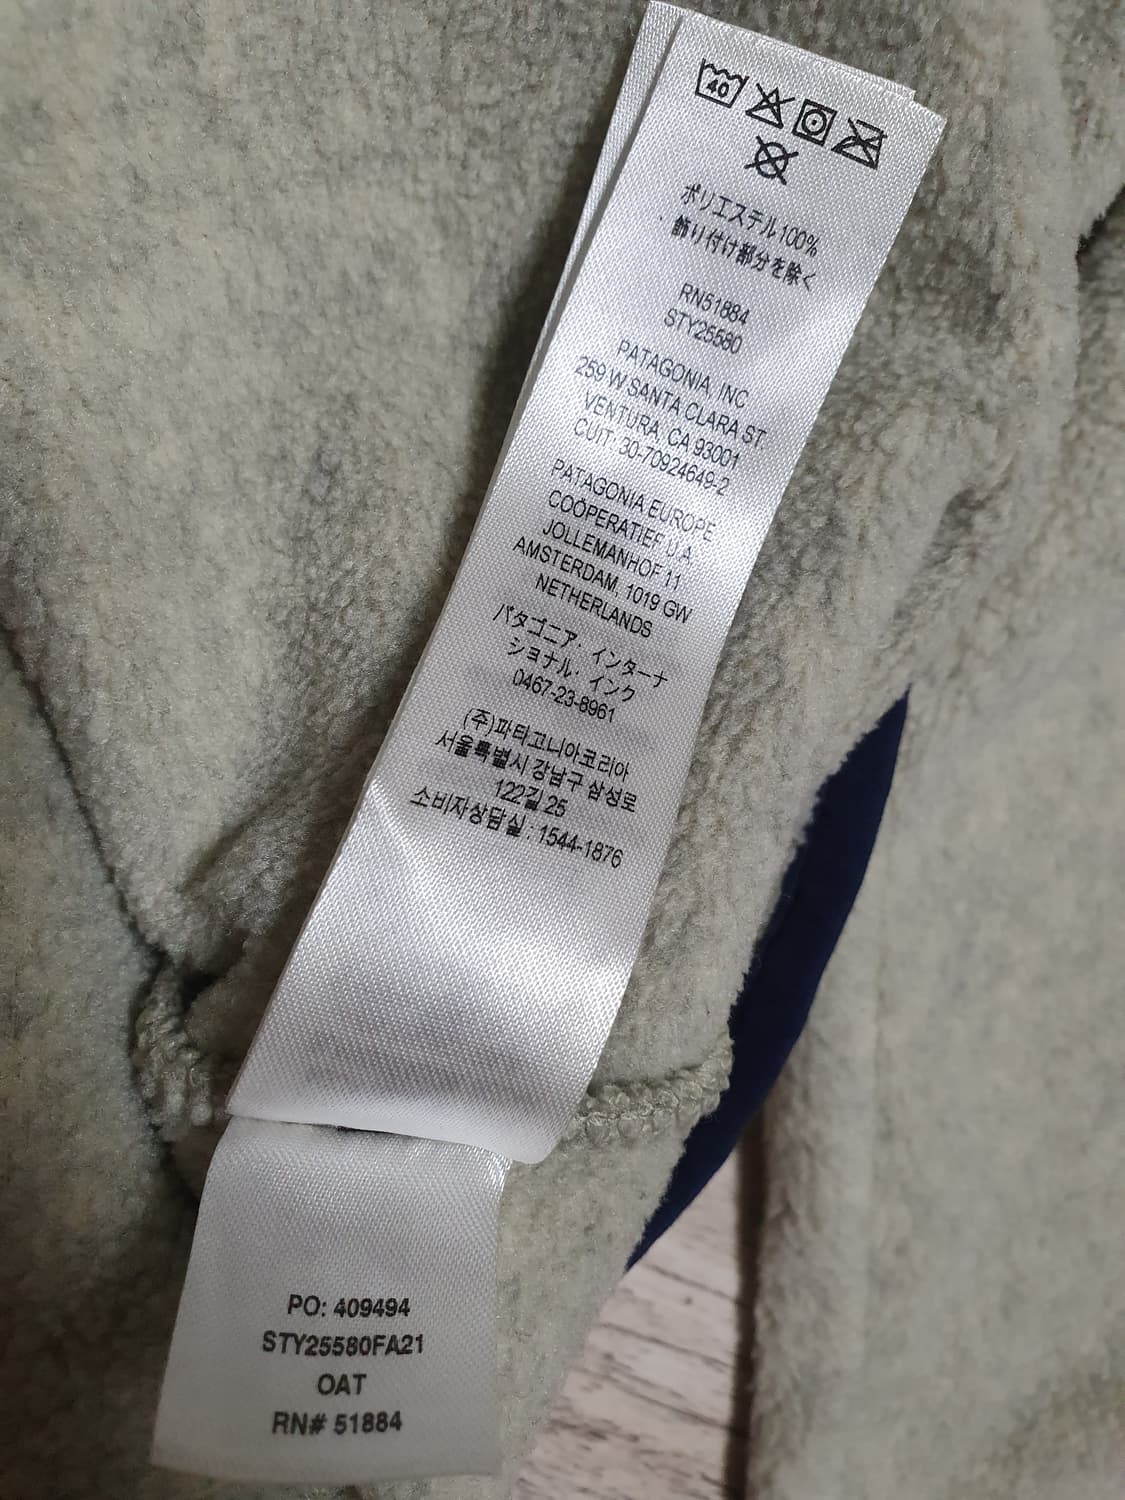 40
ポリエステル100%
飾り付け部分を除く
RN51884
STY25580
PATAGONIA, INC
259 W SANTA CLARA ST
VENTURA, CA 93001
CUIT: 30-70924649-2
PATAGONIA EUROPE
COÖPERATIEF U.A.
JOLLEMANHOF 11
AMSTERDAM, 1019 GW
NETHERLANDS
パタゴニア・インターナ
ショナル・インク
0467-23-8961
(주)파타고니아코리아
서울특별시 강남구 삼성로
122길 25
소비자상담실 : 1544-1876
PO: 409494
STY25580FA21
OAT
RN# 51884